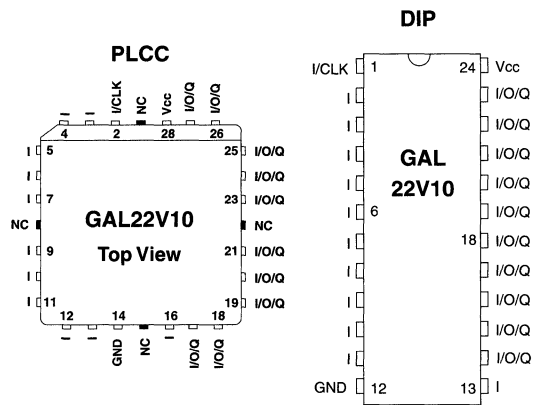 DIP
PLCC
I I I/CLK NC Vcc I/O/Q I/O/Q
4 2 28 26
I 5 25 I/O/Q
I I/O/Q
I 7 23 I/O/Q
NC GAL22V10 NC
Top View
I 9 21 I/O/Q
I I/O/Q
I 11 19 I/O/Q
12 14 16 18
I I GND NC I I/O/Q I/O/Q
I/CLK 1 24 Vcc
I I/O/Q
I I/O/Q
GAL
22V10
I I/O/Q
I I/O/Q
I 6 I/O/Q
I 18 I/O/Q
I I/O/Q
I I/O/Q
I I/O/Q
I I/O/Q
GND 12 13 I